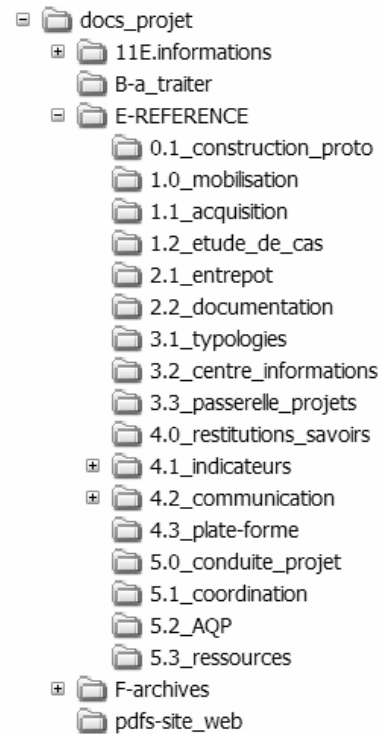 docs_projet
11E.informations
B-a_traiter
E-REFERENCE
0.1_construction_proto
1.0_mobilisation
1.1_acquisition
1.2_etude_de_cas
2.1_entrepot
2.2_documentation
3.1_typologies
3.2_centre_informations
3.3_passerelle_projets
4.0_restitutions_savoirs
4.1_indicateurs
4.2_communication
4.3_plate-forme
5.0_conduite_projet
5.1_coordination
5.2_AQP
5.3_ressources
F-archives
pdfs-site_web